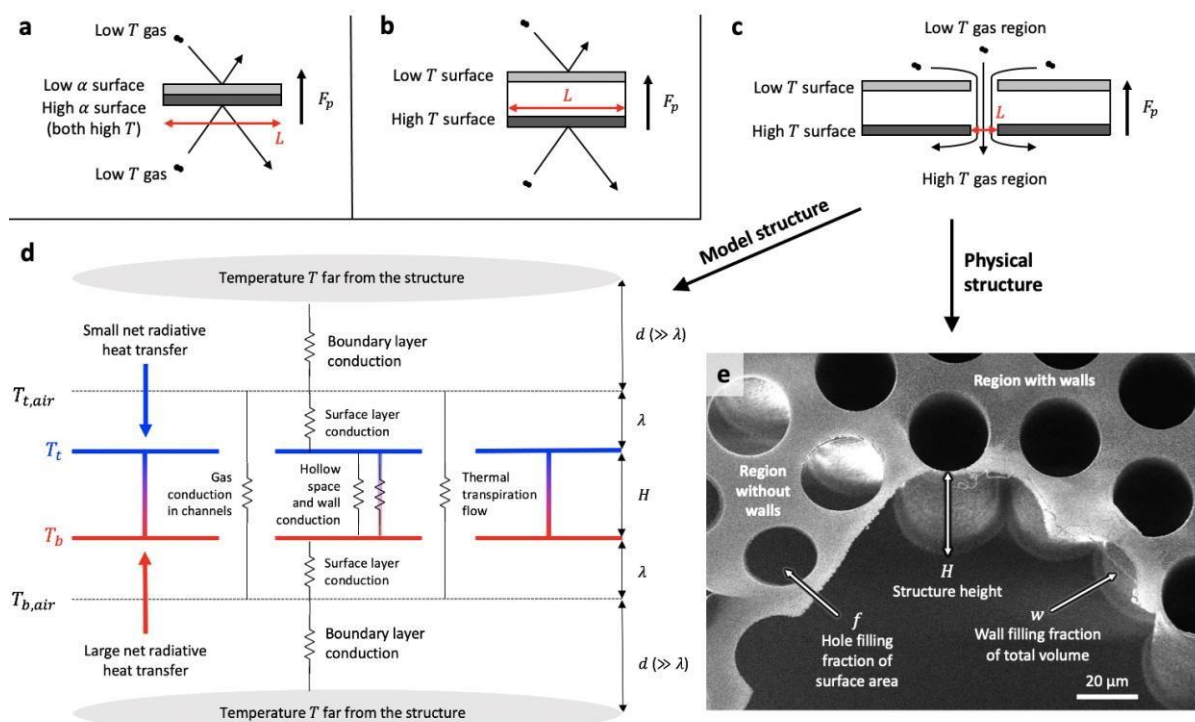 a
Low T gas
Low α surface
High α surface
(both high T)
L
Low T gas
F_p
b
Low T surface
L
High T surface
F_p
c
Low T gas region
Low T surface
L
High T surface
High T gas region
F_p
Model structure
Physical
structure
d
Temperature T far from the structure
Small net radiative
heat transfer
Boundary layer
conduction
d (≫ λ)
T_{t,air}
Surface layer
conduction
λ
T_t
Gas
conduction
in channels
Hollow
space
and wall
conduction
Thermal
transpiration
flow
H
T_b
Surface layer
conduction
λ
T_{b,air}
Boundary layer
conduction
d (≫ λ)
Large net radiative
heat transfer
Temperature T far from the structure
e
Region with walls
Region
without
walls
H
Structure height
f
Hole filling
fraction of
surface area
w
Wall filling fraction
of total volume
20 μm